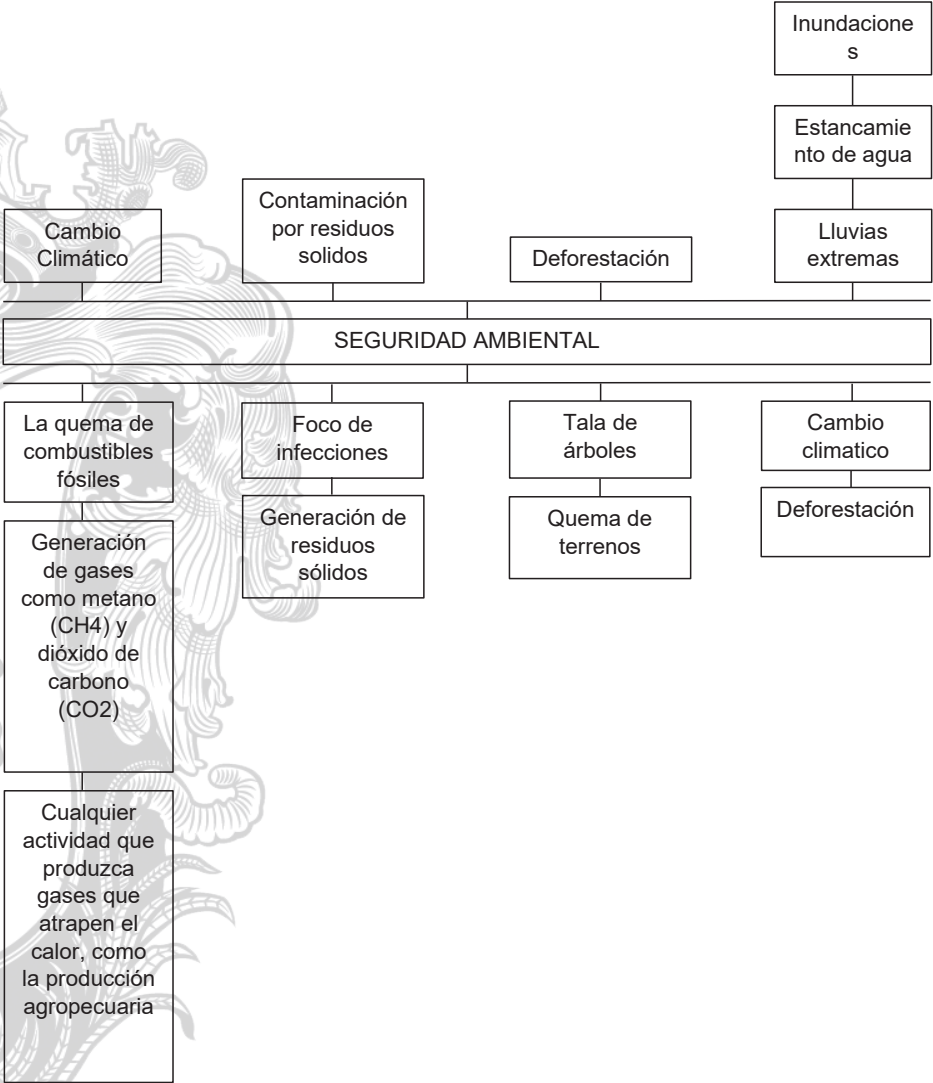 Inundacione
s
Estancamie
nto de agua
Cambio
Climático
Contaminación
por residuos
solidos
Deforestación
Lluvias
extremas
SEGURIDAD AMBIENTAL
La quema de
combustibles
fósiles
Foco de
infecciones
Tala de
árboles
Cambio
climatico
Generación
de gases
como metano
(CH4) y
dióxido de
carbono
(CO2)
Generación de
residuos
sólidos
Quema de
terrenos
Deforestación
Cualquier
actividad que
produzca
gases que
atrapen el
calor, como
la producción
agropecuaria